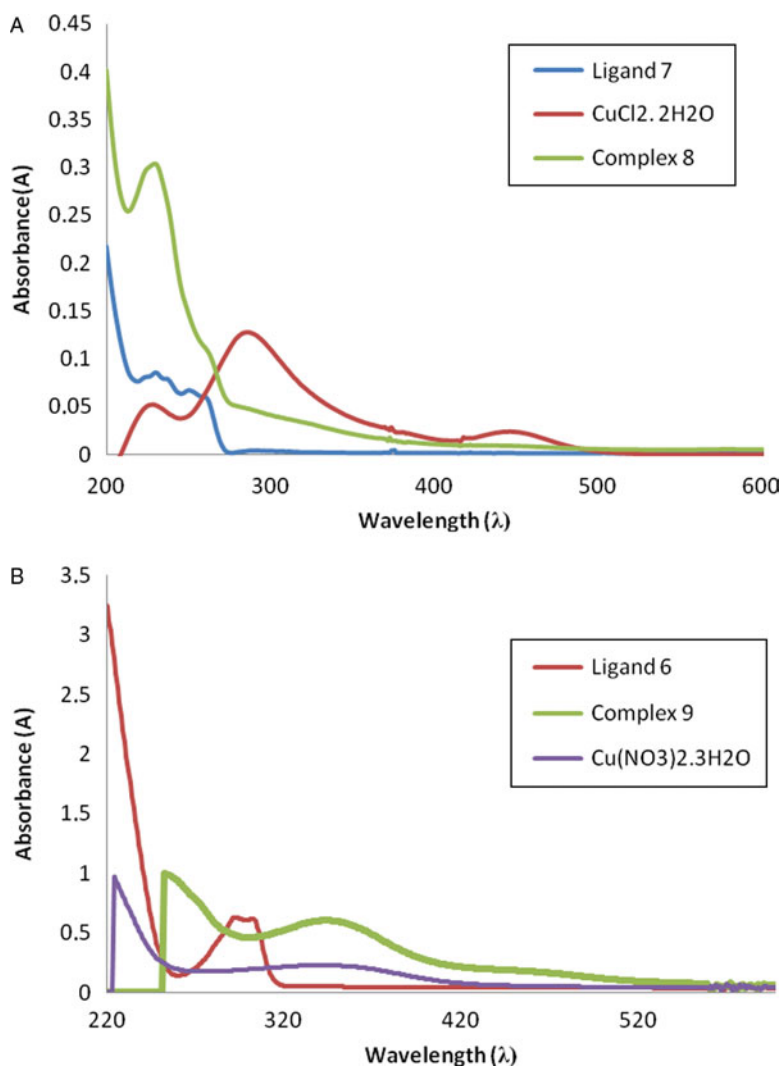 A
0.45
0.4
0.35
0.3
0.25
0.2
0.15
0.1
0.05
0
Absorbance(A)
200
300
400
500
600
Wavelength (λ)
Ligand 7
CuCl2. 2H2O
Complex 8
B
3.5
3
2.5
2
1.5
1
0.5
0
Absorbance (A)
220
320
420
520
Wavelength (λ)
Ligand 6
Complex 9
Cu(NO3)2.3H2O